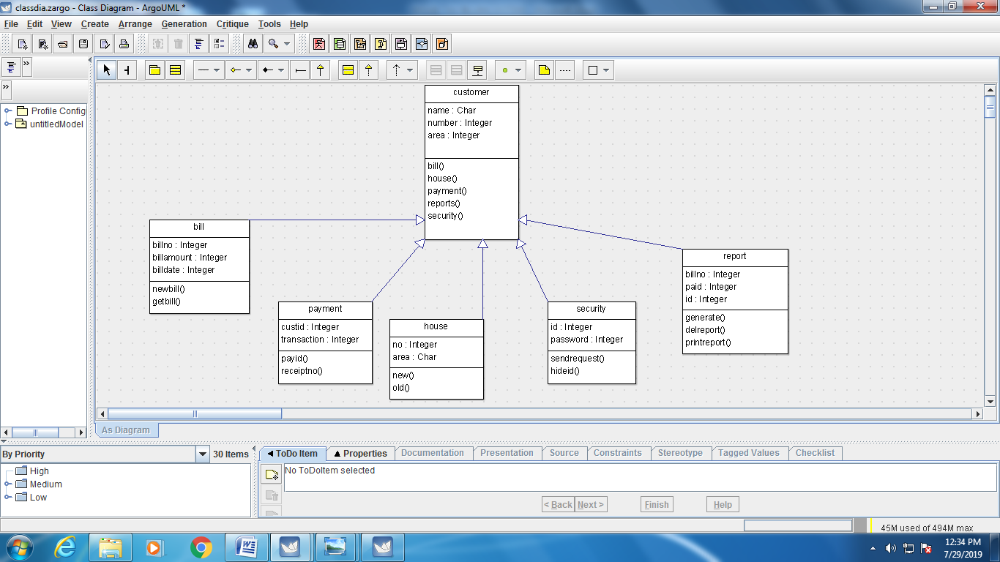 classdia.zargo - Class Diagram - ArgoUML *
File Edit View Create Arrange Generation Critique Tools Help
Profile Config
untitledModel
customer
name : Char
number : Integer
area : Integer
bill()
house()
payment()
reports()
security()
bill
billno : Integer
billamount : Integer
billdate : Integer
newbill()
getbill()
payment
custid : Integer
transaction : Integer
payid()
receiptno()
house
no : Integer
area : Char
new()
old()
security
id : Integer
password : Integer
sendrequest()
hideid()
report
billno : Integer
paid : Integer
id : Integer
generate()
delreport()
printreport()
As Diagram
By Priority 30 Items
High
Medium
Low
ToDo Item Properties Documentation Presentation Source Constraints Stereotype Tagged Values Checklist
No ToDoItem selected
< Back Next > Finish Help
45M used of 494M max
12:34 PM
7/29/2019